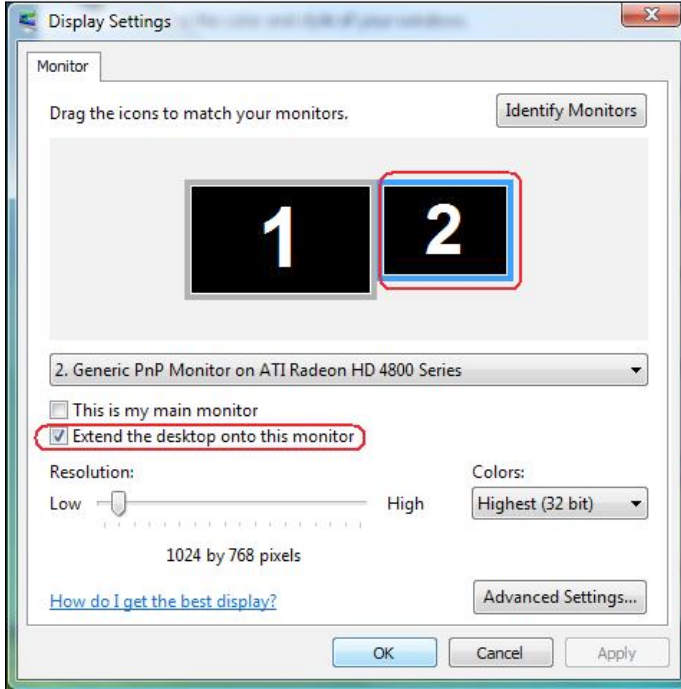 Display Settings
Monitor
Drag the icons to match your monitors.
Identify Monitors
1
2
2. Generic PnP Monitor on ATI Radeon HD 4800 Series
This is my main monitor
Extend the desktop onto this monitor
Resolution:
Colors:
Low
High
Highest (32 bit)
1024 by 768 pixels
How do I get the best display?
Advanced Settings...
OK
Cancel
Apply